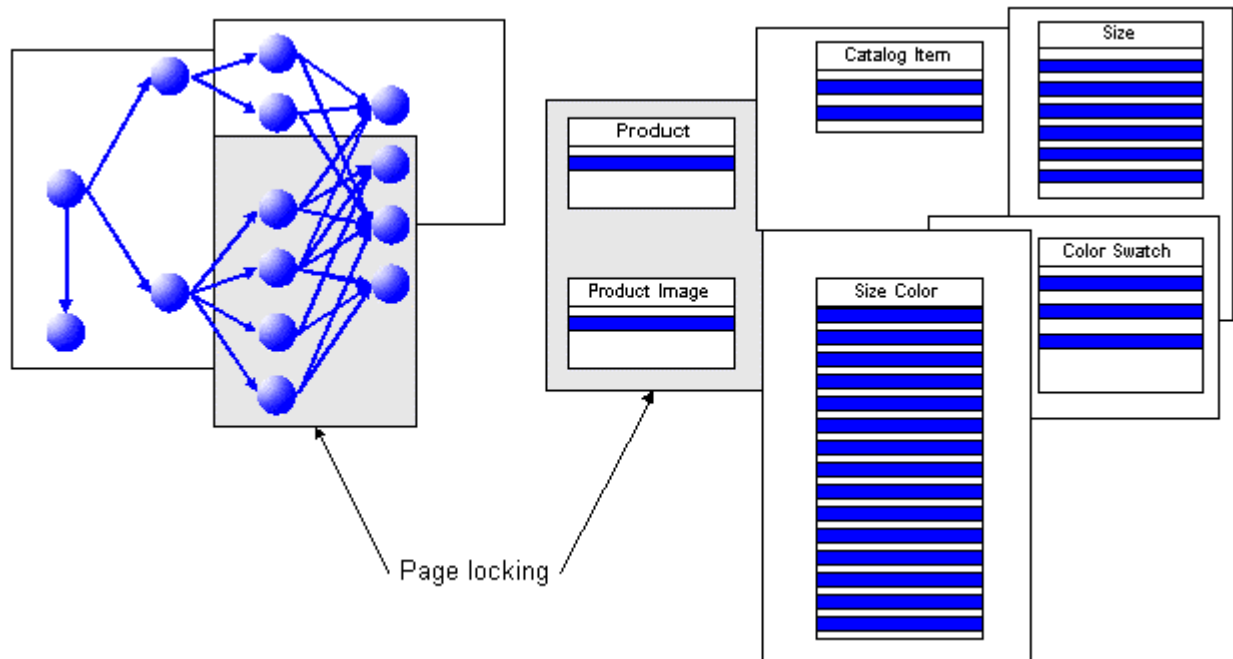 Size
Catalog Item
Product
Color Swatch
Product Image
Size Color
Page locking